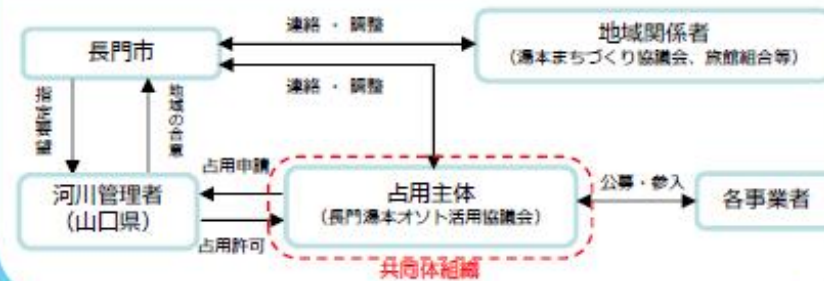 連絡 ・ 調整
長門市
地域関係者
(湯本まちづくり協議会、旅館組合等)
連絡 ・ 調整
地域の合意
占用申請
河川管理者
(山口県)
占用主体
(長門湯本オソト活用協議会)
公募・参入
各事業者
占用許可
共同体組織